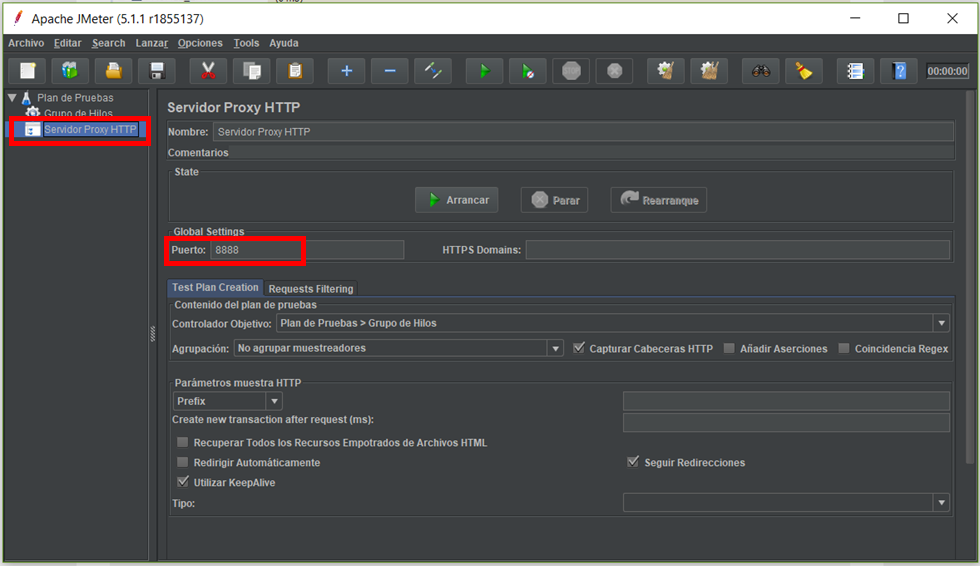 Apache JMeter (5.1.1 r1855137)
Archivo Editar Search Lanzar Opciones Tools Ayuda
STOP
00:00:00
Plan de Pruebas
Grupo de Hilos
Servidor Proxy HTTP
Servidor Proxy HTTP
Nombre: Servidor Proxy HTTP
Comentarios
State
Arrancar Parar Rearranque
Global Settings
Puerto: 8888 HTTPS Domains:
Test Plan Creation Requests Filtering
Contenido del plan de pruebas
Controlador Objetivo: Plan de Pruebas > Grupo de Hilos
Agrupación: No agrupar muestreadores Capturar Cabeceras HTTP Añadir Aserciones Coincidencia Regex
Parámetros muestra HTTP
Prefix
Create new transaction after request (ms):
Recuperar Todos los Recursos Empotrados de Archivos HTML
Redirigir Automáticamente Seguir Redirecciones
Utilizar KeepAlive
Tipo: